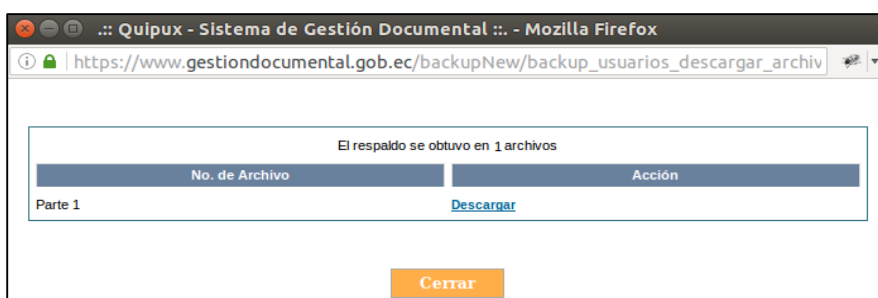 .:: Quipux - Sistema de Gestión Documental ::. - Mozilla Firefox
https://www.gestiondocumental.gob.ec/backupNew/backup_usuarios_descargar_archiv
El respaldo se obtuvo en 1 archivos
No. de Archivo Acción
Parte 1 Descargar
Cerrar